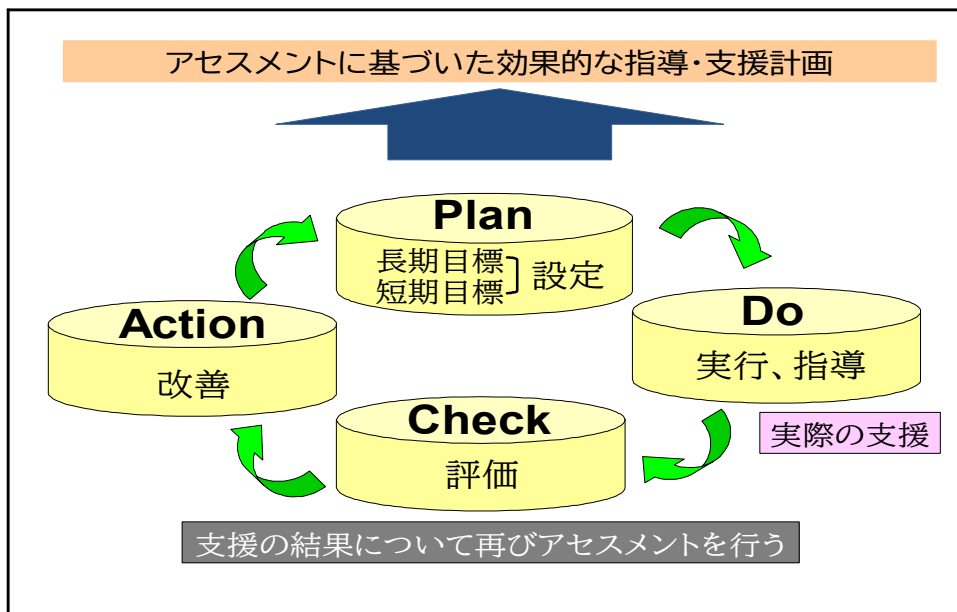 アセスメントに基づいた効果的な指導・支援計画
Plan
長期目標
短期目標
設定
Do
実行、指導
実際の支援
Check
評価
Action
改善
支援の結果について再びアセスメントを行う